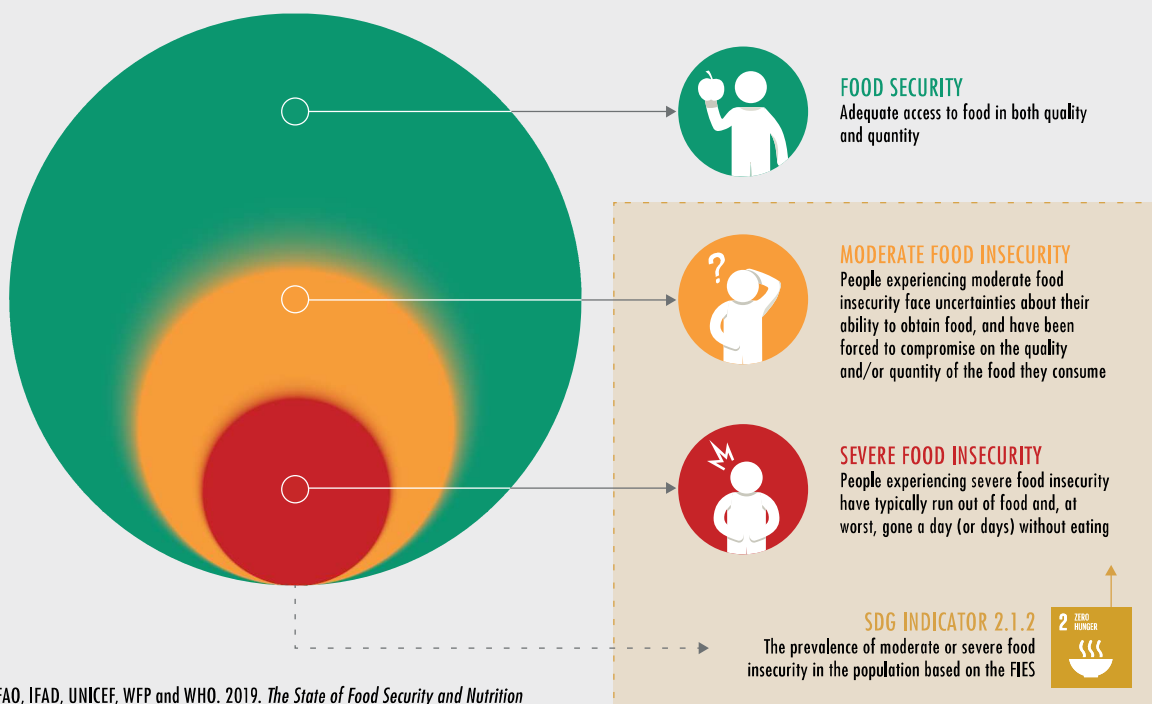 FOOD SECURITY
Adequate access to food in both quality
and quantity
?
MODERATE FOOD INSECURITY
People experiencing moderate food
insecurity face uncertainties about their
ability to obtain food, and have been
forced to compromise on the quality
and/or quantity of the food they consume
SEVERE FOOD INSECURITY
People experiencing severe food insecurity
have typically run out of food and, at
worst, gone a day (or days) without eating
SDG INDICATOR 2.1.2
The prevalence of moderate or severe food
insecurity in the population based on the FIES
2 ZERO
HUNGER
FAO, IFAD, UNICEF, WFP and WHO. 2019. The State of Food Security and Nutrition